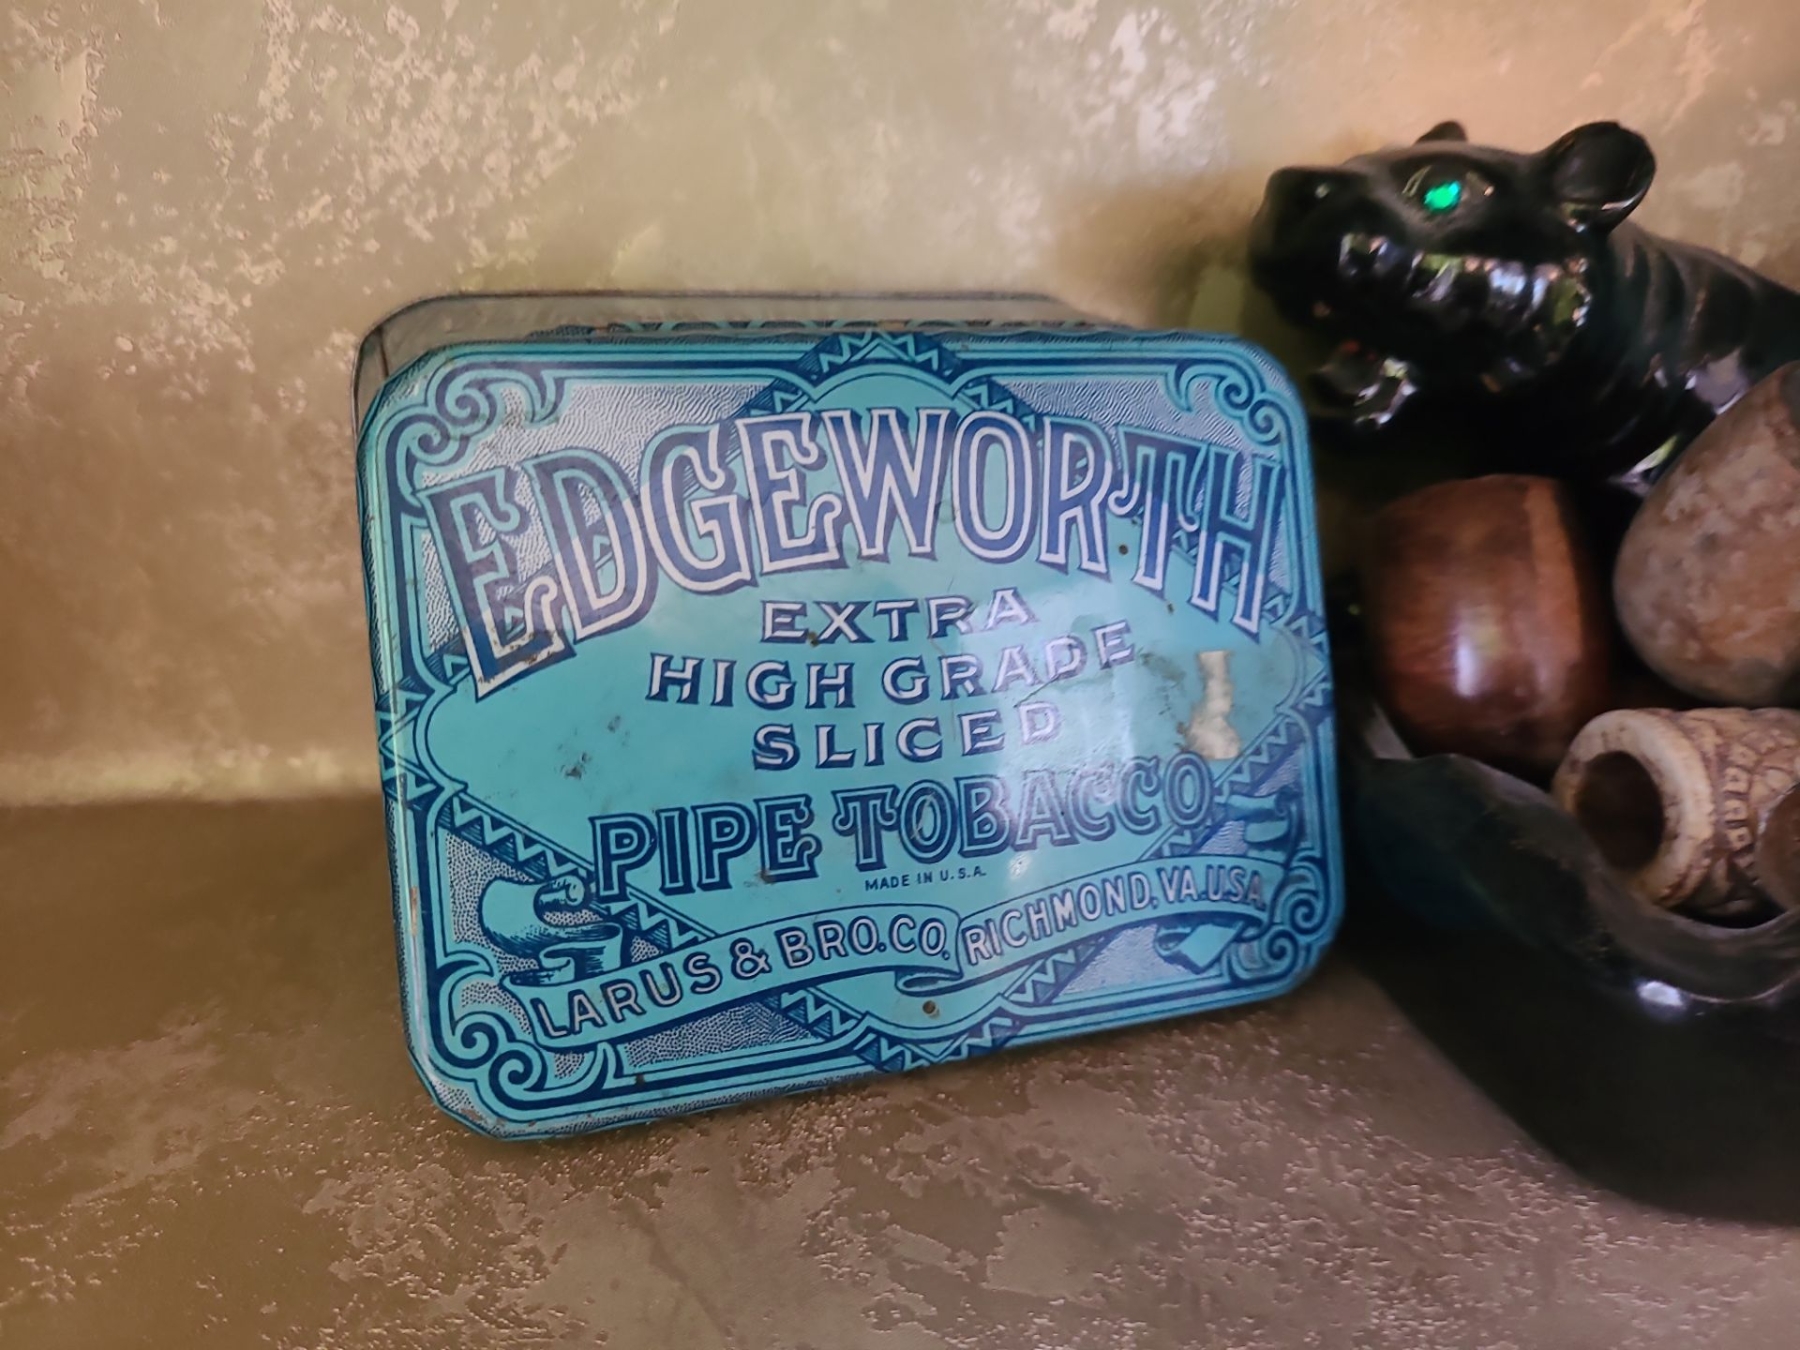 EDGEWORTH
EXTRA
HIGH GRADE
SLICED
PIPE TOBACCO
MADE IN U.S.A.
LARUS & BRO. CO. RICHMOND, VA. U.S.A.